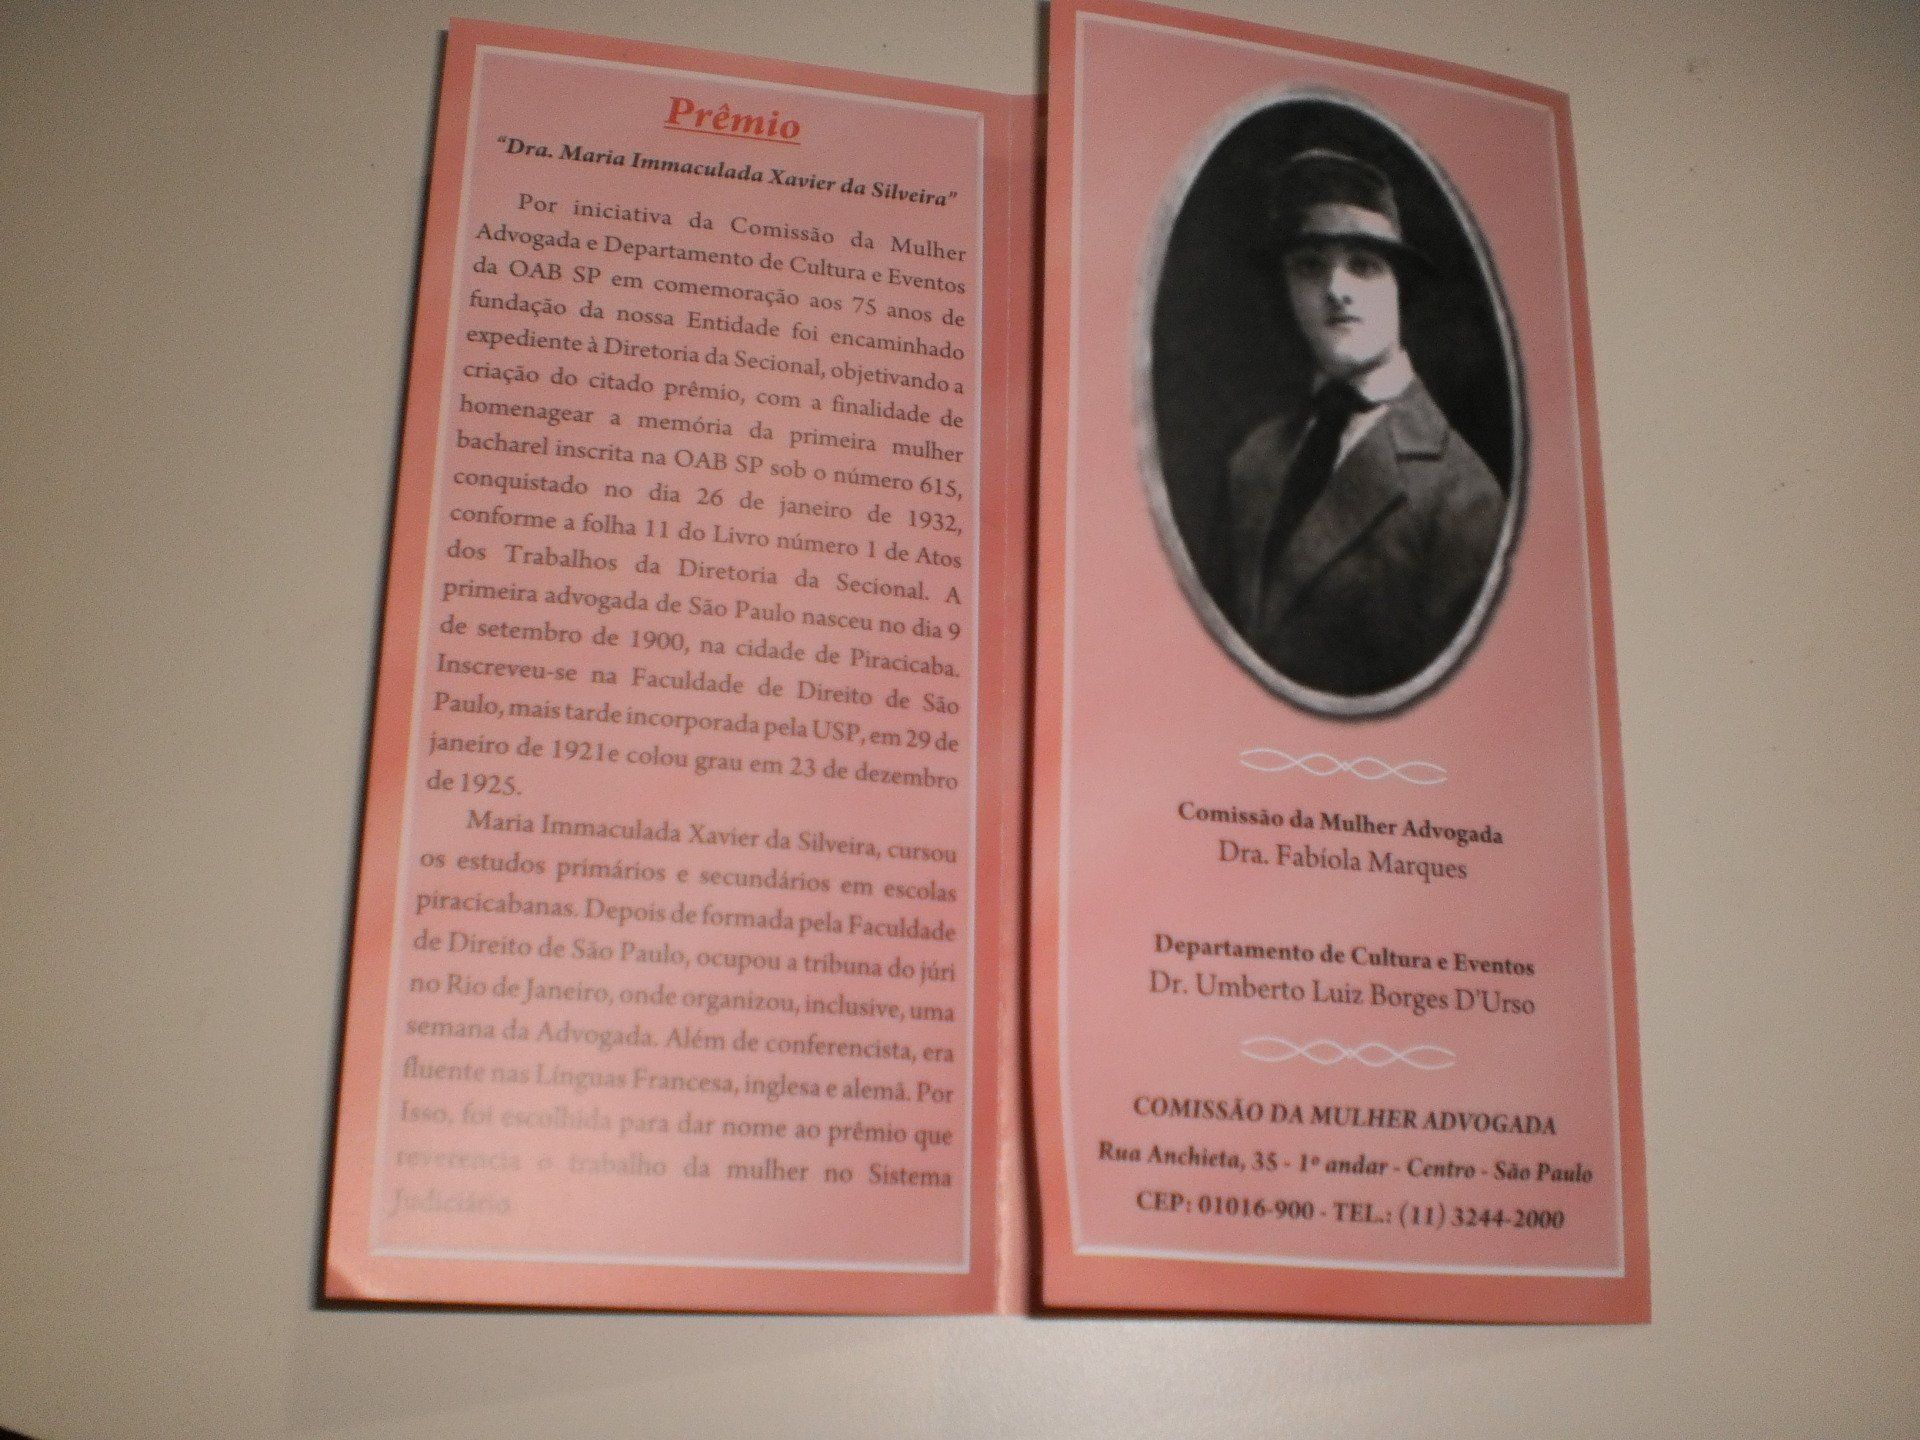 Prêmio
“Dra. Maria Immaculada Xavier da Silveira”
Por iniciativa da Comissão da Mulher
Advogada e Departamento de Cultura e Eventos
da OAB SP em comemoração aos 75 anos de
fundação da nossa Entidade foi encaminhado
expediente à Diretoria da Secional, objetivando a
criação do citado prêmio, com a finalidade de
homenagear a memória da primeira mulher
bacharel inscrita na OAB SP sob o número 615,
conquistado no dia 26 de janeiro de 1932,
conforme a folha 11 do Livro número 1 de Atos
dos Trabalhos da Diretoria da Secional. A
primeira advogada de São Paulo nasceu no dia 9
de setembro de 1900, na cidade de Piracicaba.
Inscreveu-se na Faculdade de Direito de São
Paulo, mais tarde incorporada pela USP, em 29 de
janeiro de 1921e colou grau em 23 de dezembro
de 1925.
Maria Immaculada Xavier da Silveira, cursou
os estudos primários e secundários em escolas
piracicabanas. Depois de formada pela Faculdade
de Direito de São Paulo, ocupou a tribuna do júri
no Rio de Janeiro, onde organizou, inclusive, uma
semana da Advogada. Além de conferencista, era
fluente nas Línguas Francesa, inglesa e alemã. Por
Isso, foi escolhida para dar nome ao prêmio que
reverencia o trabalho da mulher no Sistema
Judiciário
Comissão da Mulher Advogada
Dra. Fabíola Marques
Departamento de Cultura e Eventos
Dr. Umberto Luiz Borges D'Urso
COMISSÃO DA MULHER ADVOGADA
Rua Anchieta, 35 - 1º andar - Centro - São Paulo
CEP: 01016-900 - TEL.: (11) 3244-2000